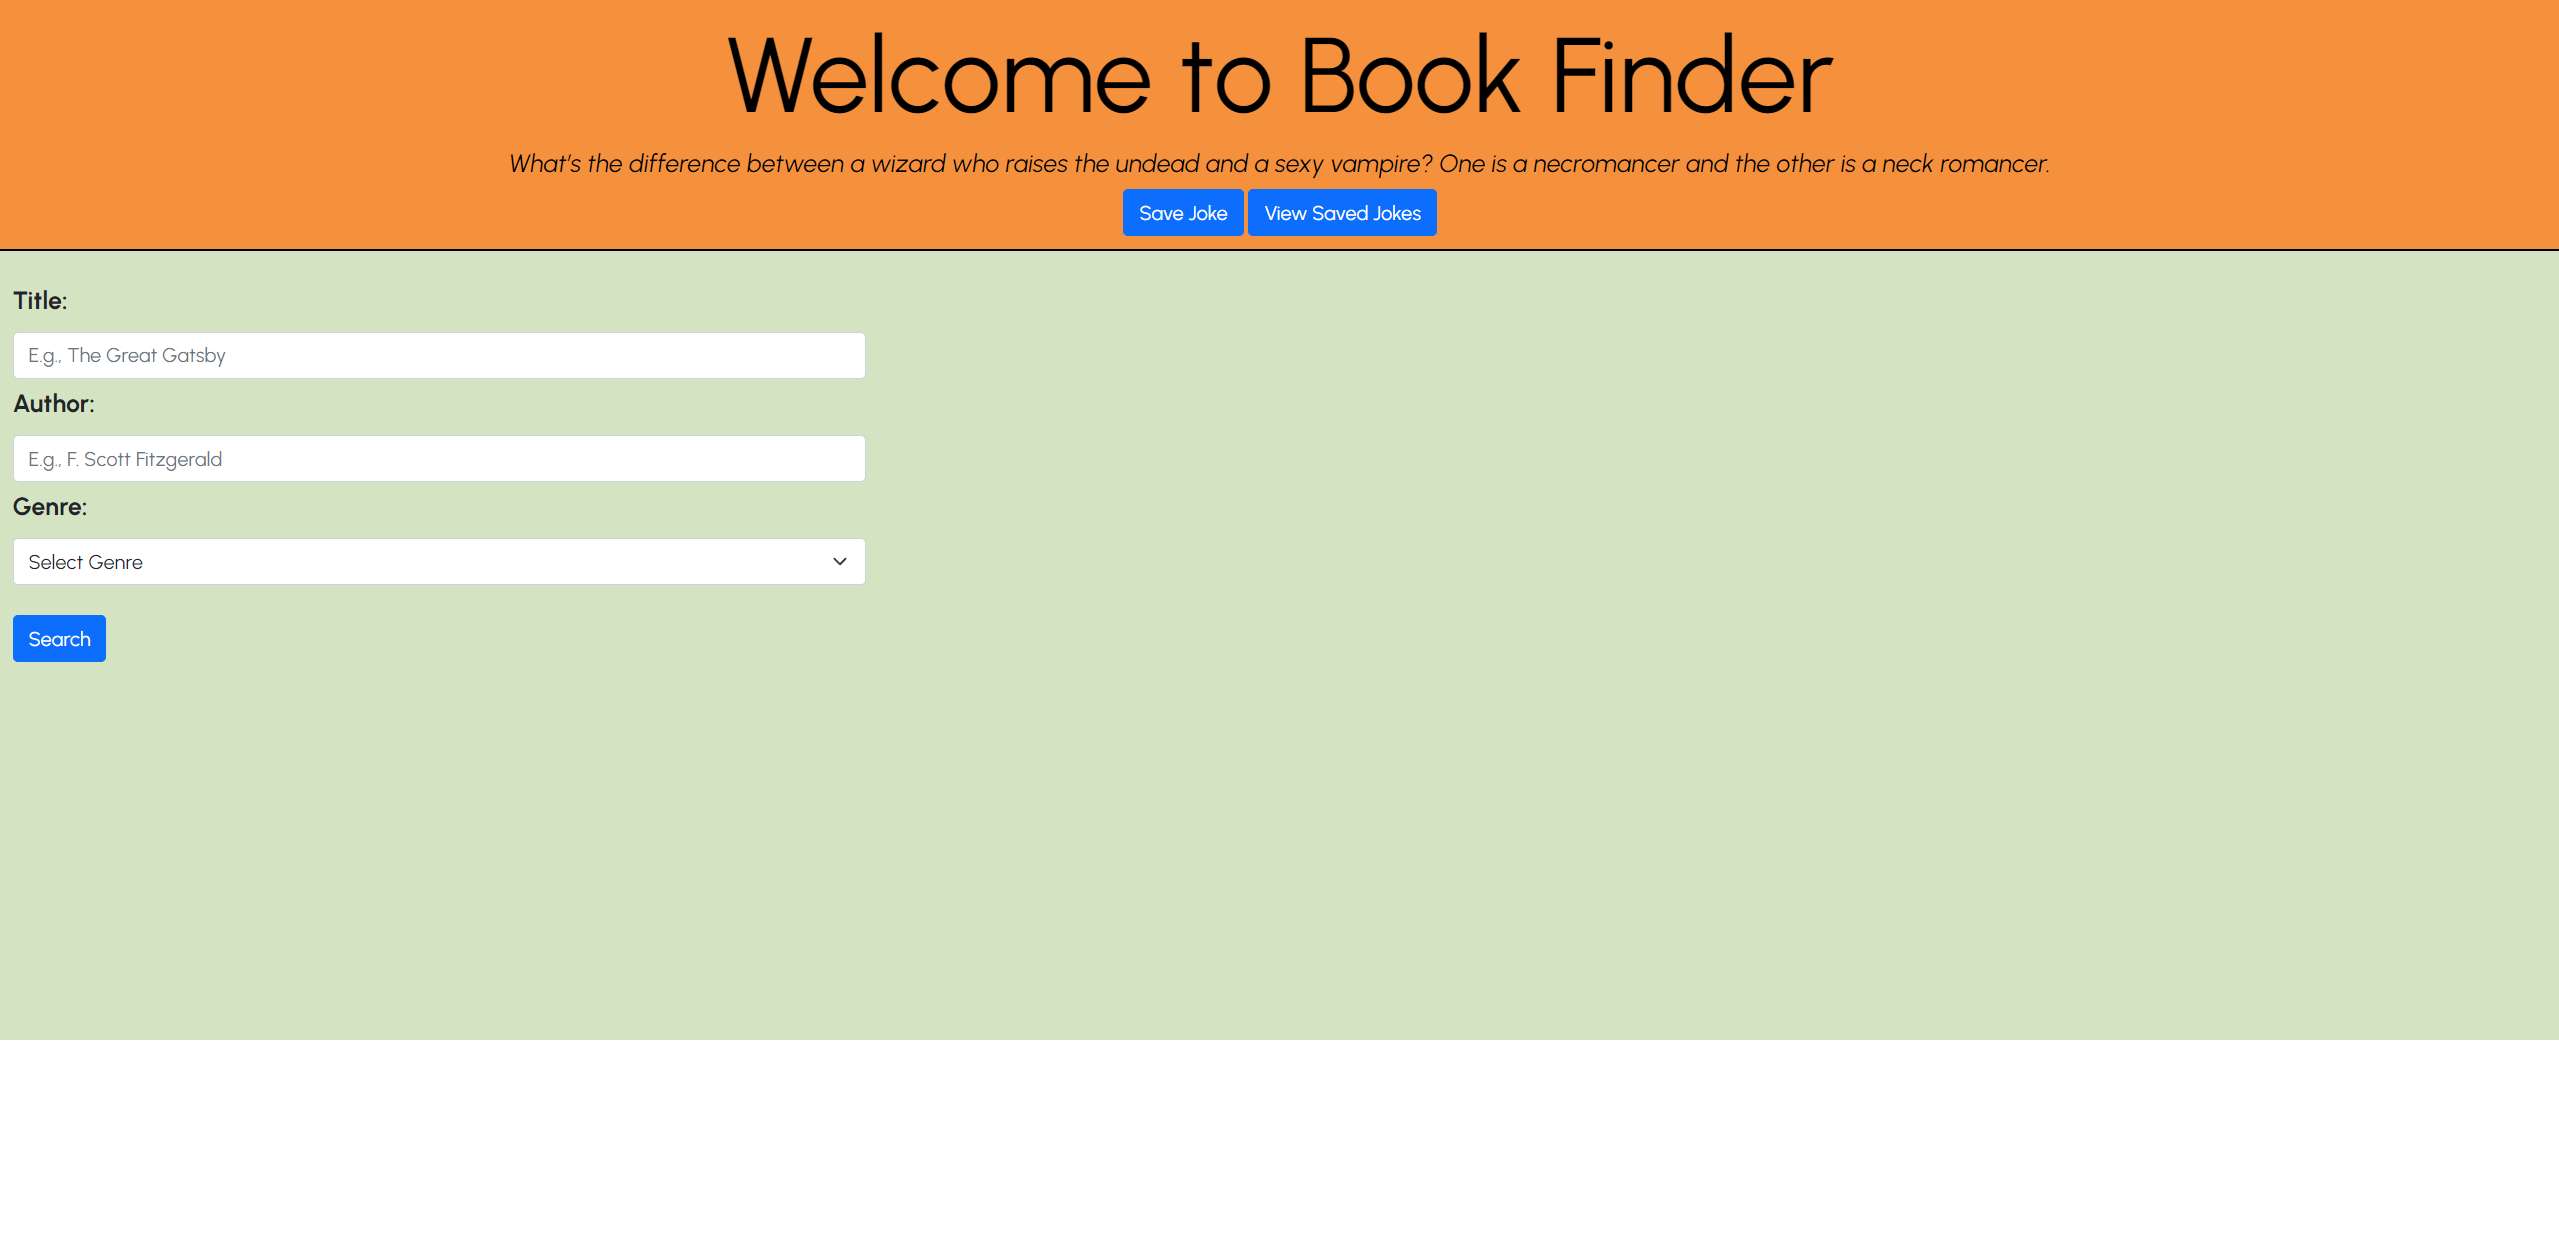 Welcome to Book Finder
What's the difference between a wizard who raises the undead and a sexy vampire? One is a necromancer and the other is a neck romancer.
Save Joke View Saved Jokes
Title:
E.g., The Great Gatsby
Author:
E.g., F. Scott Fitzgerald
Genre:
Select Genre
Search